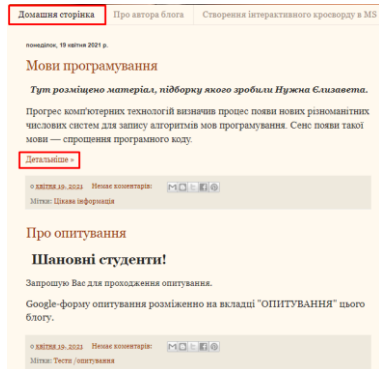 Домашня сторінка Про автора блога Створення інтерактивного кросворду в MS
понеділок, 19 квітня 2021 р.
Мови програмування
Тут розміщено матеріал, підборку якого зробили Нужна Єлизавета.
Прогрес комп'ютерних технологій визначив процес появи нових різноманітних
числових систем для запису алгоритмів мов програмування. Сенс появи такої
мови — спрощення програмного коду.
Детальніше »
о квітня 19, 2021 Немає коментарів:
Мітки: Цікава інформація
Про опитування
Шановні студенти!
Запрошую Вас для проходження опитування.
Google-форму опитування розміженно на вкладці "ОПИТУВАННЯ" цього
блогу.
о квітня 19, 2021 Немає коментарів:
Мітки: Тести /опитування